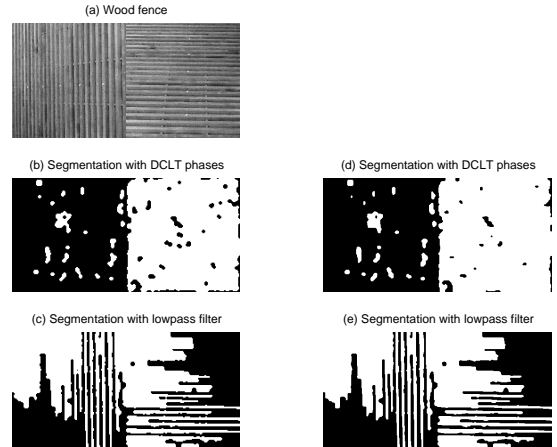 (a) Wood fence
(b) Segmentation with DCLT phases
(d) Segmentation with DCLT phases
(c) Segmentation with lowpass filter
(e) Segmentation with lowpass filter